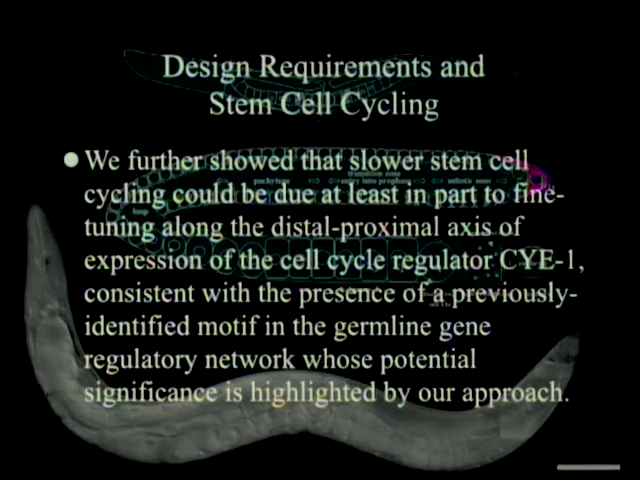 Design Requirements and
Stem Cell Cycling
We further showed that slower stem cell
cycling could be due at least in part to fine-
tuning along the distal-proximal axis of
expression of the cell cycle regulator CYE-1,
consistent with the presence of a previously-
identified motif in the germline gene
regulatory network whose potential
significance is highlighted by our approach.